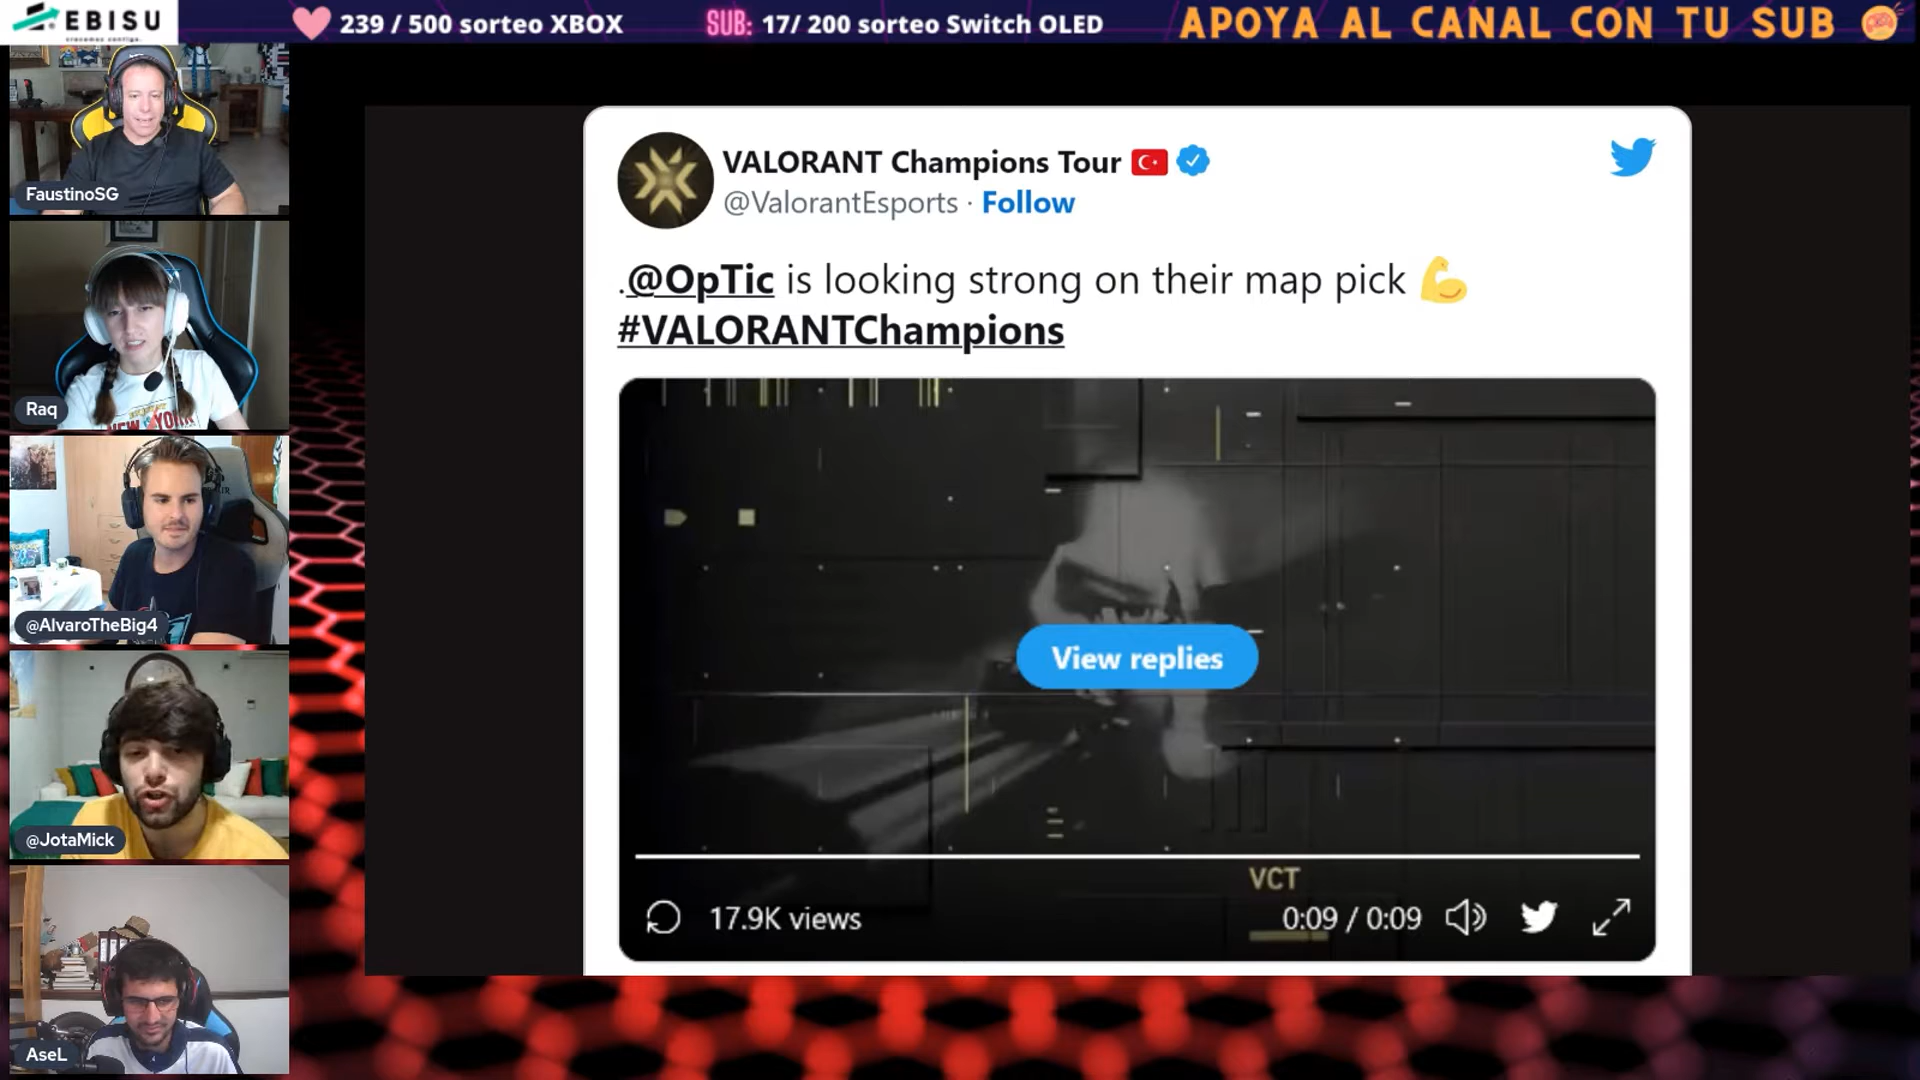 EBISU
239 / 500 sorteo XBOX
SUB: 17/ 200 sorteo Switch OLED
APOYA AL CANAL CON TU SUB
FaustinoSG
Raq
NEW YORK
@AlvaroTheBig4
@JotaMick
AseL
VALORANT Champions Tour
@ValorantEsports · Follow
.@OpTic is looking strong on their map pick 💪
#VALORANTChampions
View replies
VCT
17.9K views
0:09 / 0:09